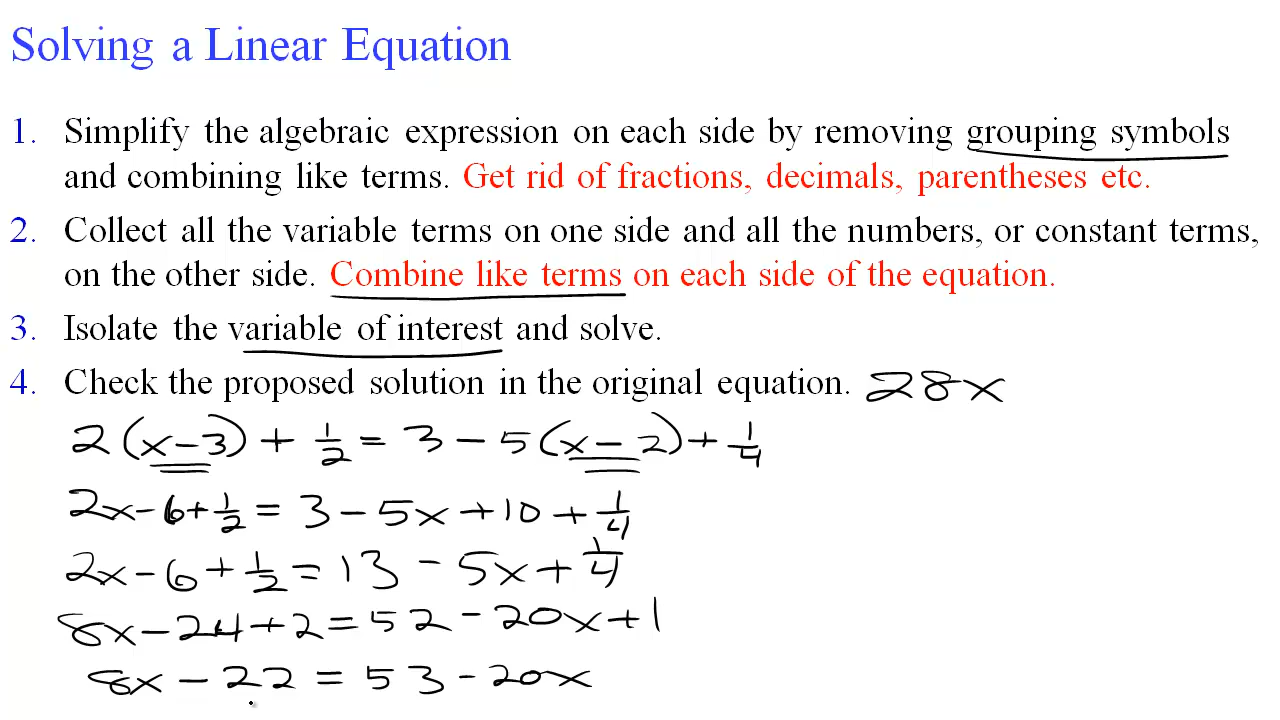 Solving a Linear Equation
1. Simplify the algebraic expression on each side by removing grouping symbols
and combining like terms. Get rid of fractions, decimals, parentheses etc.
2. Collect all the variable terms on one side and all the numbers, or constant terms,
on the other side. Combine like terms on each side of the equation.
3. Isolate the variable of interest and solve.
4. Check the proposed solution in the original equation. 28x
2(x-3) + 1/2 = 3 - 5(x-2) + 1/4
2x-6+1/2 = 3 - 5x + 10 + 1/4
2x-6+1/2 = 13 - 5x + 1/4
8x-24+2 = 52 - 20x + 1
8x - 22 = 53 - 20x